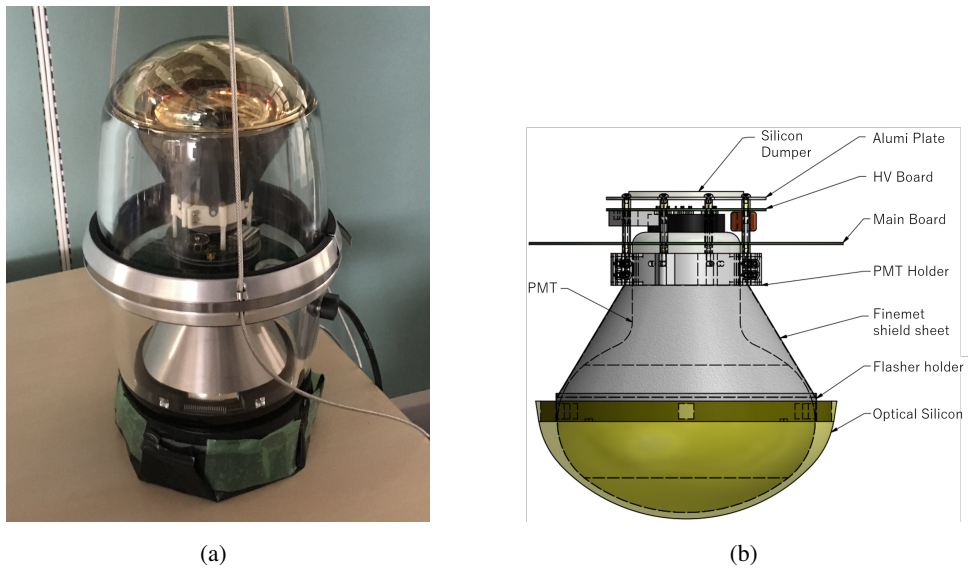 Silicon
Dumper
Alumi Plate
HV Board
Main Board
PMT Holder
PMT
Finemet
shield sheet
Flasher holder
Optical Silicon
(a)
(b)